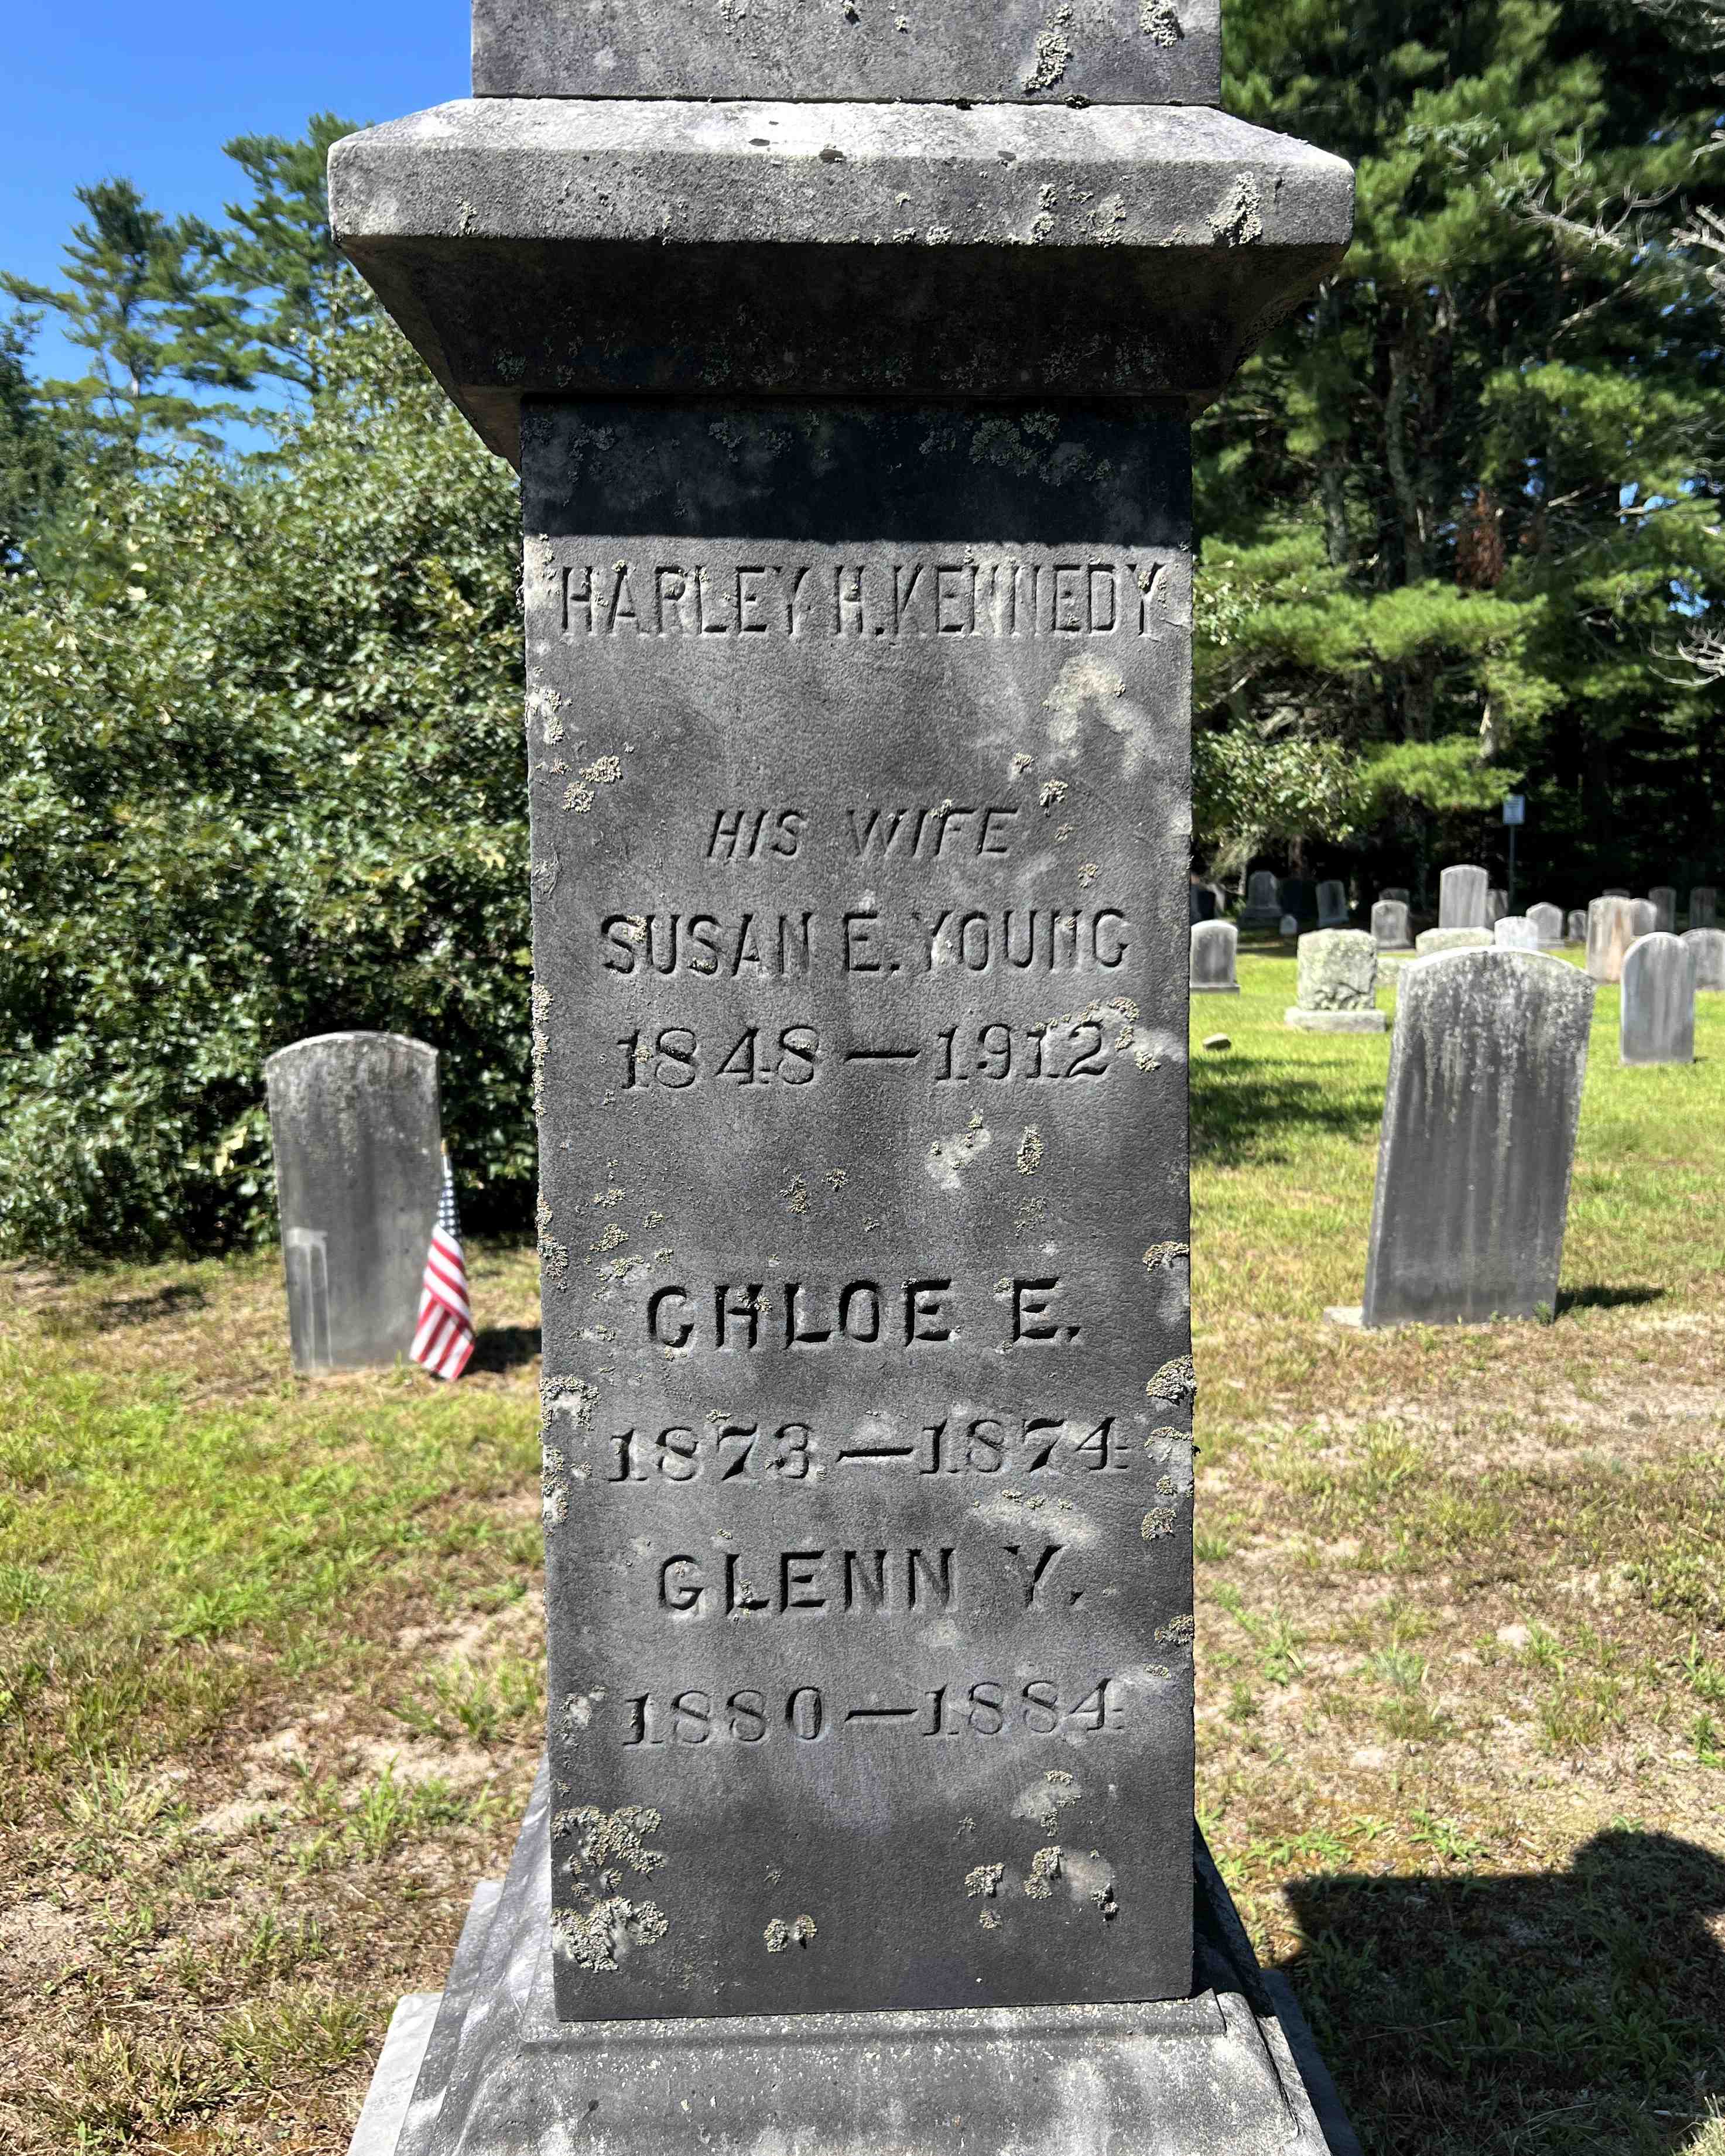 HARLEY H. KENNEDY
HIS WIFE
SUSAN E. YOUNG
1848 — 1912
CHLOE E.
1873 — 1874
GLENN Y.
1880 — 1884